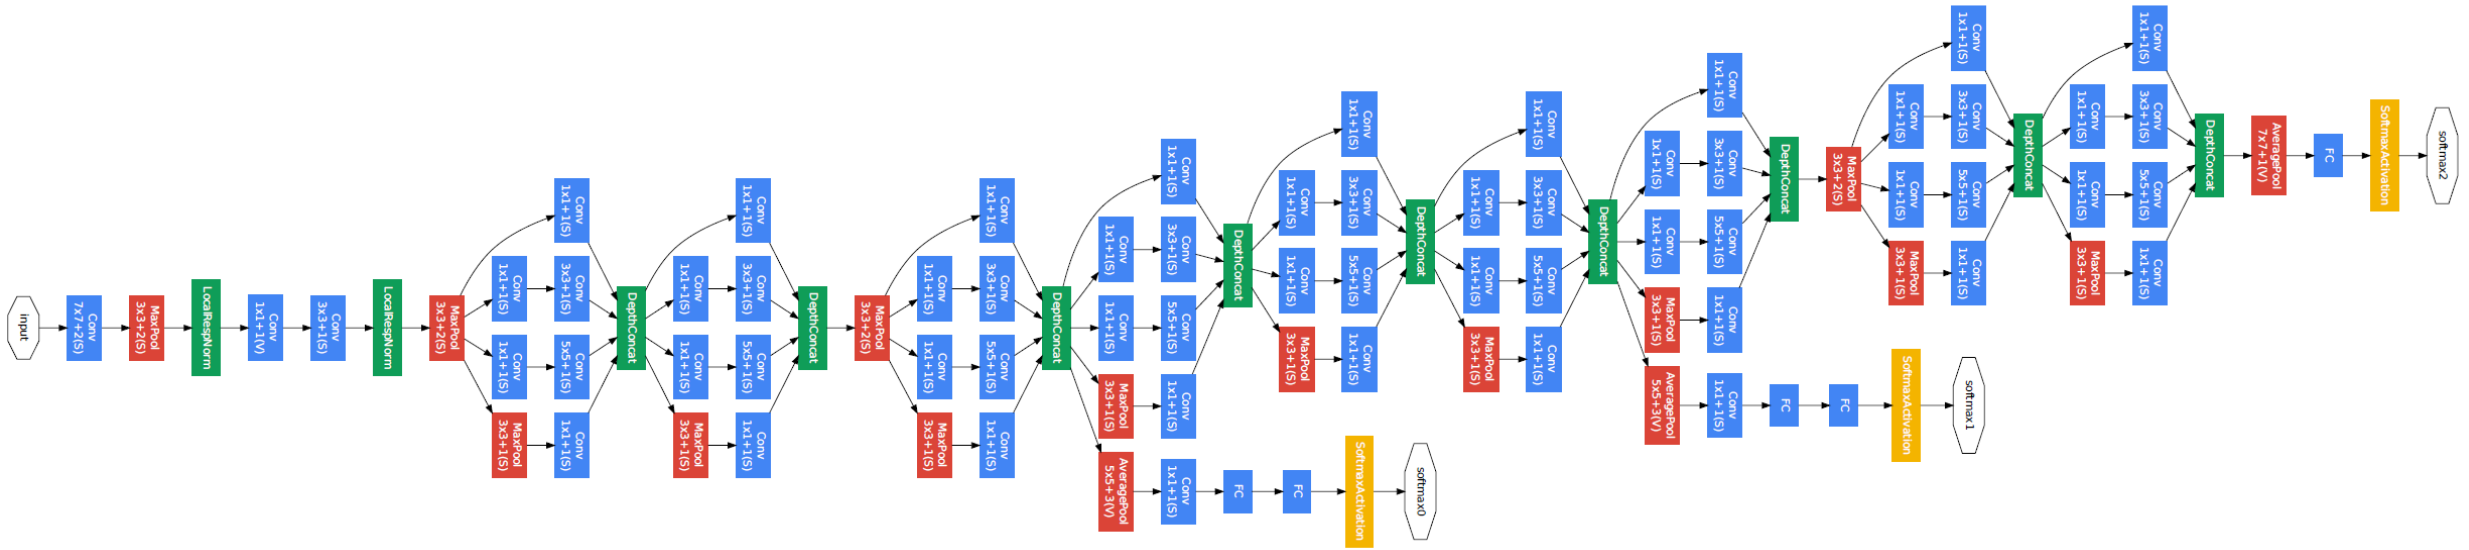 input
Conv
7x7+2(S)
MaxPool
3x3+2(S)
LocalRespNorm
Conv
1x1+1(V)
Conv
3x3+1(S)
LocalRespNorm
MaxPool
3x3+2(S)
Conv
1x1+1(S)
Conv
1x1+1(S)
MaxPool
3x3+1(S)
Conv
1x1+1(S)
Conv
3x3+1(S)
Conv
5x5+1(S)
Conv
1x1+1(S)
DepthConcat
Conv
1x1+1(S)
Conv
1x1+1(S)
MaxPool
3x3+1(S)
Conv
1x1+1(S)
Conv
3x3+1(S)
Conv
5x5+1(S)
Conv
1x1+1(S)
DepthConcat
MaxPool
3x3+2(S)
Conv
1x1+1(S)
Conv
1x1+1(S)
MaxPool
3x3+1(S)
Conv
1x1+1(S)
Conv
3x3+1(S)
Conv
5x5+1(S)
Conv
1x1+1(S)
DepthConcat
Conv
1x1+1(S)
Conv
1x1+1(S)
MaxPool
3x3+1(S)
AveragePool
5x5+3(V)
Conv
1x1+1(S)
Conv
3x3+1(S)
Conv
5x5+1(S)
Conv
1x1+1(S)
Conv
1x1+1(S)
DepthConcat
FC
Conv
1x1+1(S)
Conv
1x1+1(S)
MaxPool
3x3+1(S)
FC
Conv
1x1+1(S)
Conv
3x3+1(S)
Conv
5x5+1(S)
Conv
1x1+1(S)
SoftmaxActivation
DepthConcat
softmax0
Conv
1x1+1(S)
Conv
1x1+1(S)
MaxPool
3x3+1(S)
Conv
1x1+1(S)
Conv
3x3+1(S)
Conv
5x5+1(S)
Conv
1x1+1(S)
DepthConcat
Conv
1x1+1(S)
Conv
1x1+1(S)
MaxPool
3x3+1(S)
AveragePool
5x5+3(V)
Conv
1x1+1(S)
Conv
3x3+1(S)
Conv
5x5+1(S)
Conv
1x1+1(S)
Conv
1x1+1(S)
DepthConcat
FC
MaxPool
3x3+2(S)
FC
Conv
1x1+1(S)
Conv
1x1+1(S)
MaxPool
3x3+1(S)
SoftmaxActivation
Conv
1x1+1(S)
Conv
3x3+1(S)
Conv
5x5+1(S)
Conv
1x1+1(S)
softmax1
DepthConcat
Conv
1x1+1(S)
Conv
1x1+1(S)
MaxPool
3x3+1(S)
Conv
1x1+1(S)
Conv
3x3+1(S)
Conv
5x5+1(S)
Conv
1x1+1(S)
DepthConcat
AveragePool
7x7+1(V)
FC
SoftmaxActivation
softmax2